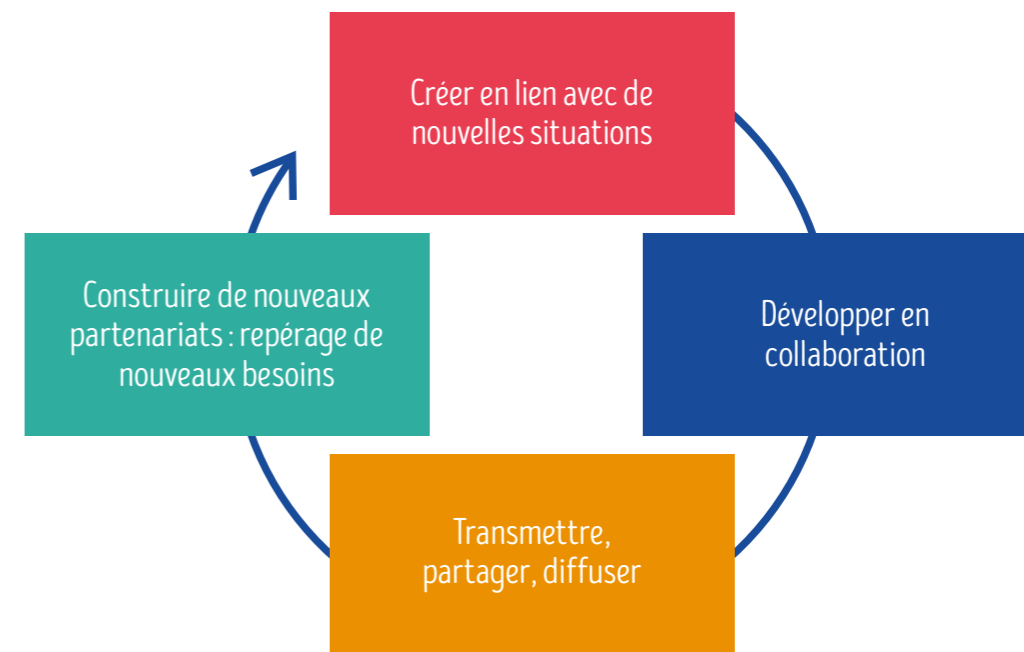 Créer en lien avec de
nouvelles situations
Développer en
collaboration
Transmettre,
partager, diffuser
Construire de nouveaux
partenariats : repérage de
nouveaux besoins